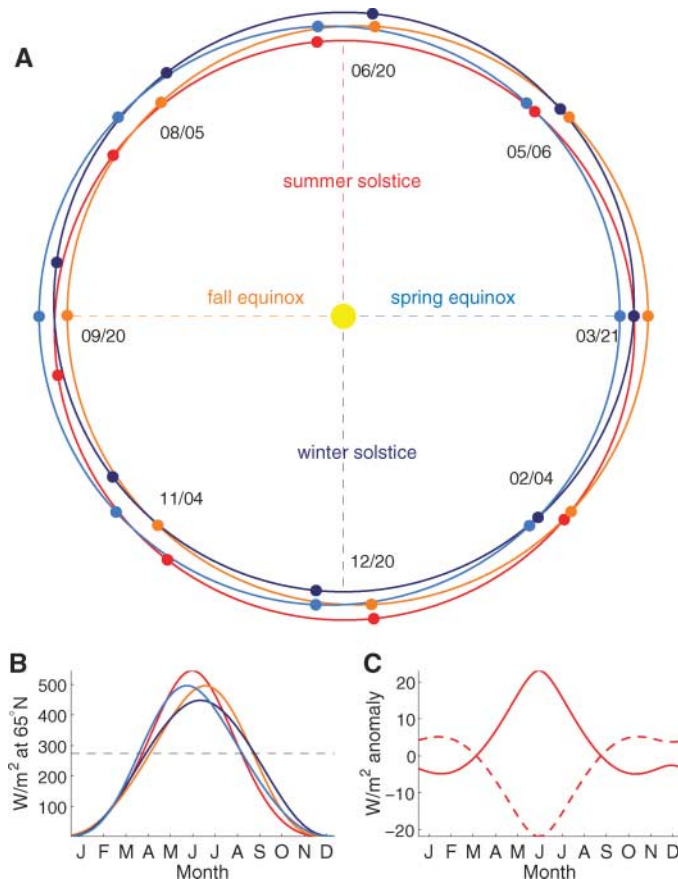 A
06/20
08/05
05/06
summer solstice
fall equinox
spring equinox
09/20
03/21
winter solstice
11/04
02/04
12/20
B
W/m² at 65°N
500
400
300
200
100
J F M A M J J A S O N D
Month
C
W/m² anomaly
20
10
0
−10
−20
J F M A M J J A S O N D
Month